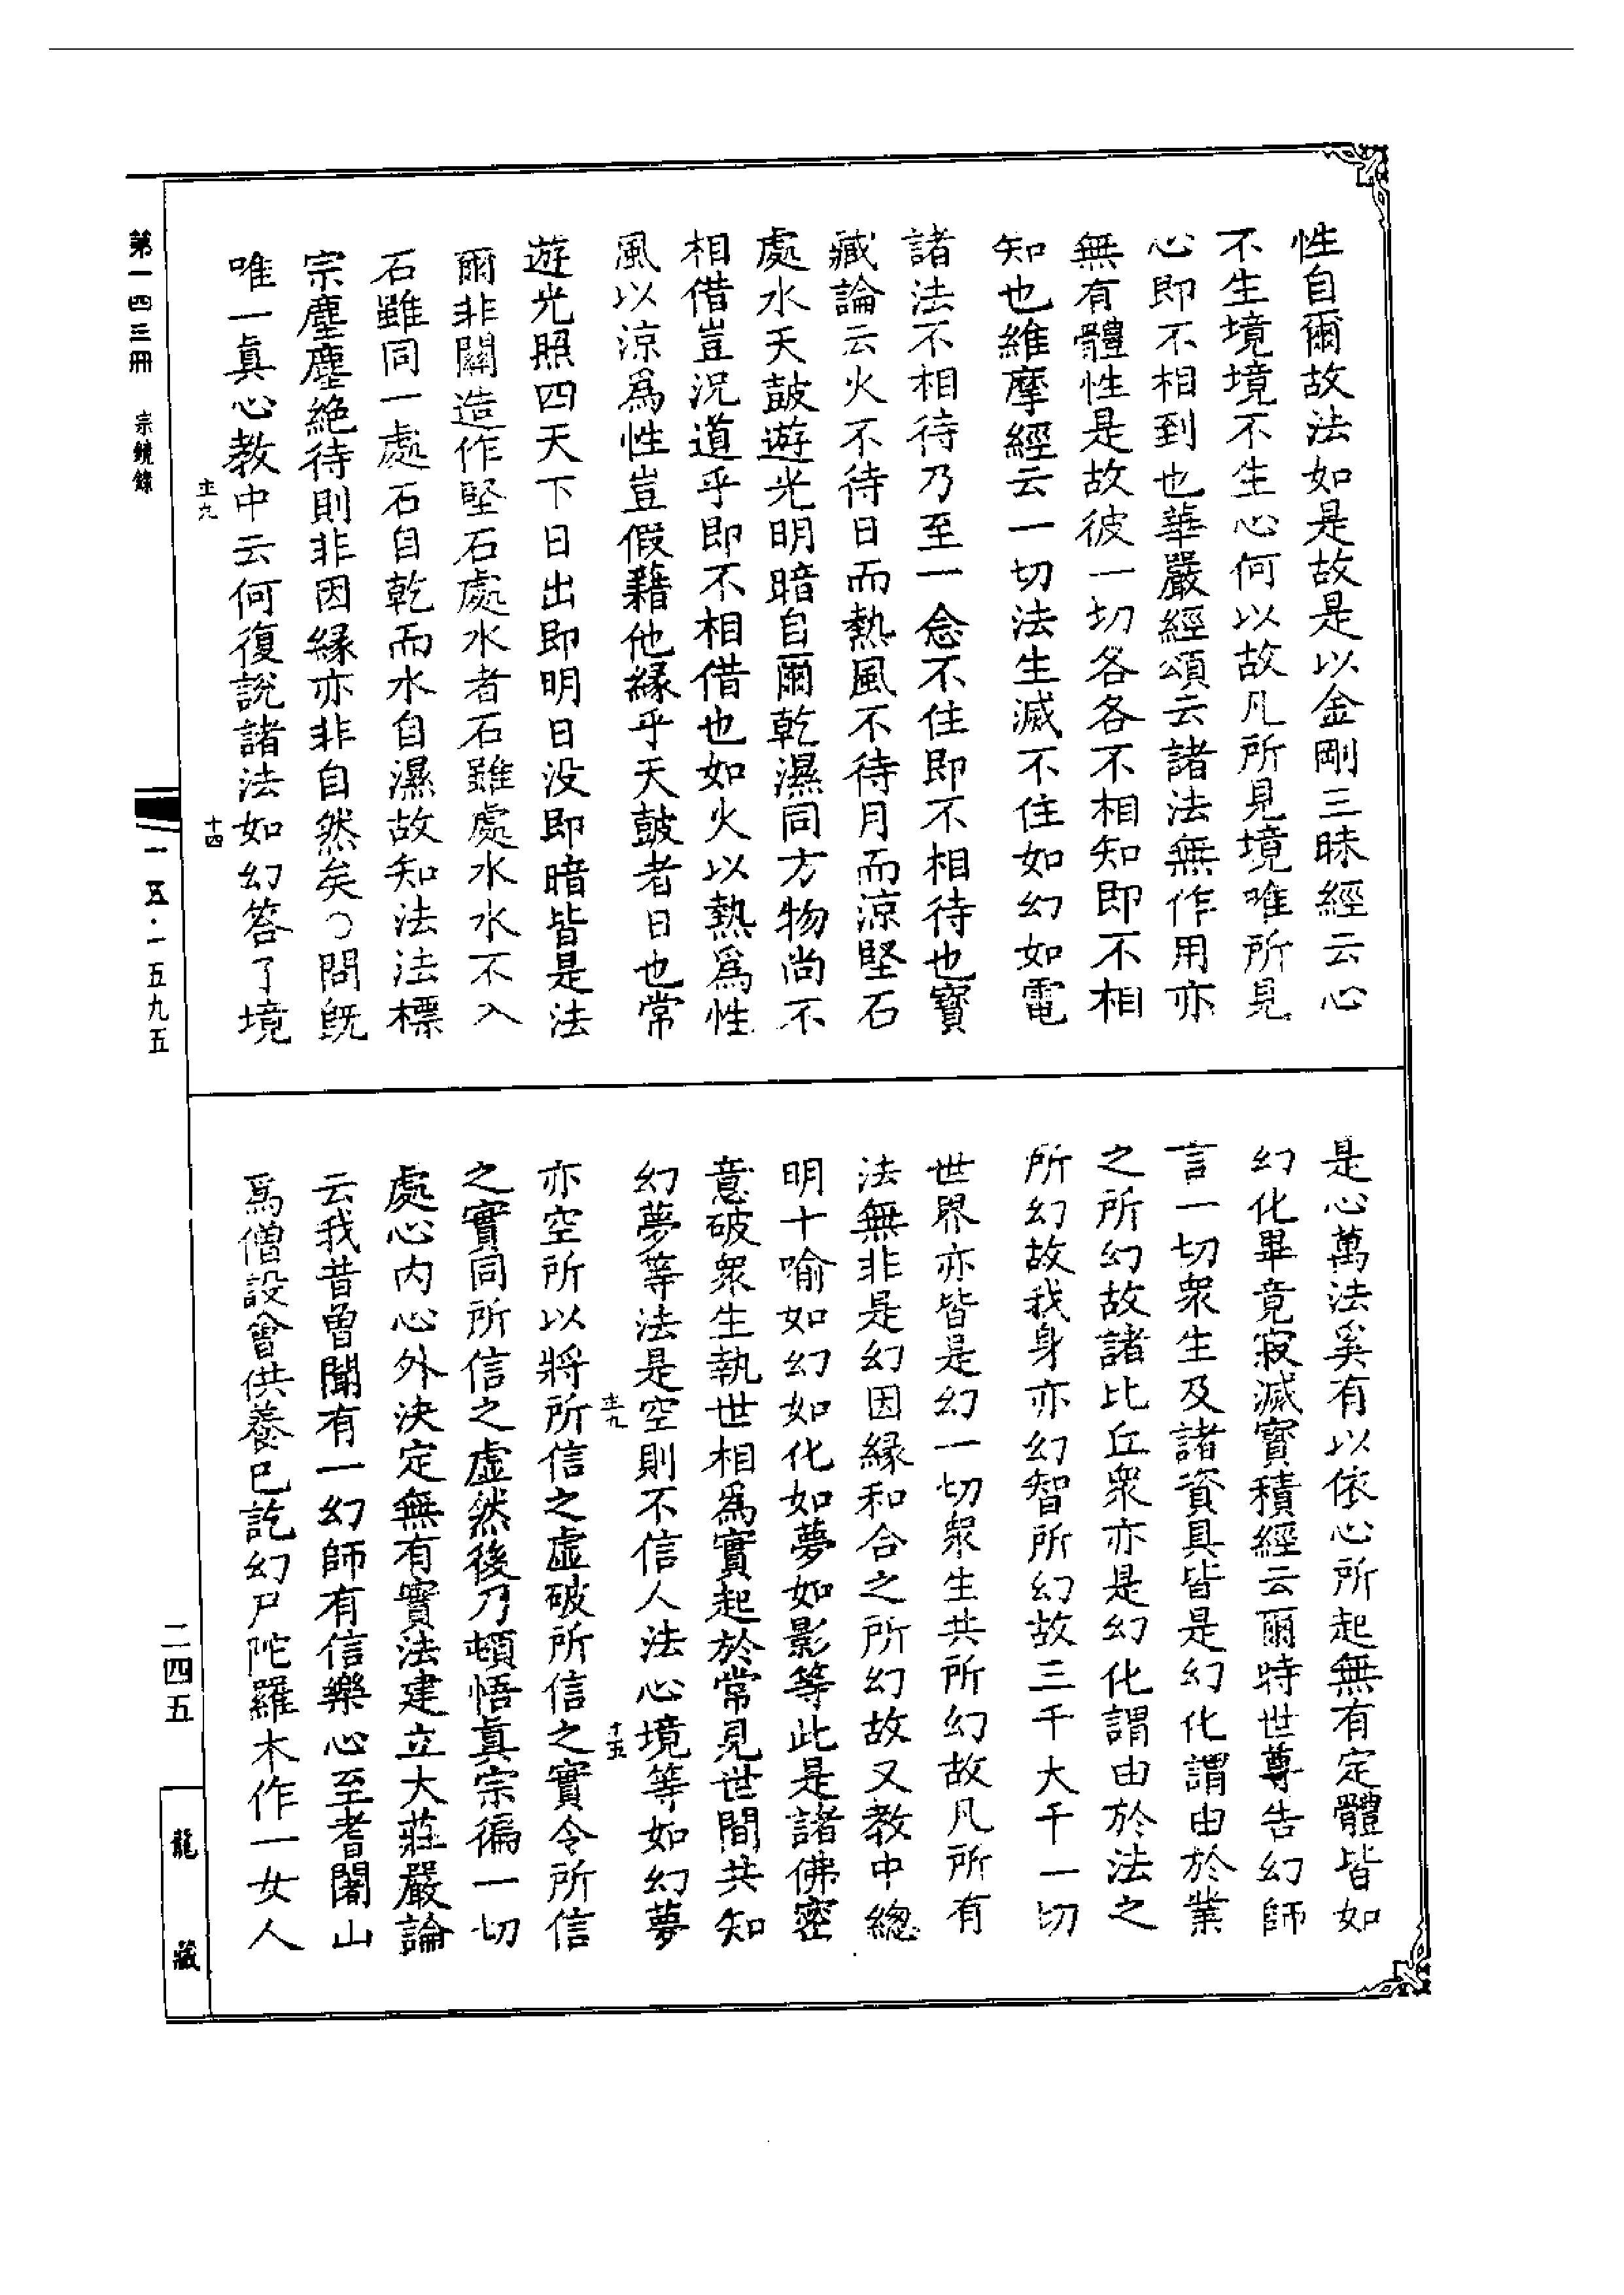 性自爾故法如是故是以金剛三昧經云心
不生境境不生心何以故凡所見境唯所見
心即不相到也華嚴經頌云諸法無作用亦
無有體性是故彼一切各各不相知即不相
知也維摩經云一切法生滅不住如幻如電
諸法不相待乃至一念不住即不相待也寶
藏論云火不待日而熱風不待月而涼堅石
處水天鼓遊光明暗自爾乾濕同方物尚不
相借豈況道乎即不相借也如火以熱爲性
風以涼爲性豈假藉他緣乎天鼓者日也常
遊光照四天下日出即明日没即暗皆是法
爾非關造作堅石處水者石雖處水水不入
石雖同一處石自乾而水自濕故知法法標
宗塵塵絶待則非因緣亦非自然矣○問旣
唯一眞心教中云何復說諸法如幻答了境
是心萬法奚有以依心所起無有定體皆如
幻化畢竟寂滅寳積經云爾特世尊告幻師
言一切衆生及諸資具皆是幻化謂由於業
之所幻故諸比丘衆亦是幻化謂由於法之
所幻故我身亦幻智所幻故三千大千一切
世界亦皆是幻一切衆生共所幻故凡所有
法無非是幻因緣和合之所幻故又教中總
明十喻如幻如化如夢如影等此是諸佛密
意破衆生執世相爲實起於常見世間共知
幻夢等法是空則不信人法心境等如幻夢
亦空所以將所信之虛破所信之實令所信
之實同所信之虛然後乃頓悟眞宗徧一切
處心内心外決定無有實法建立大莊嚴論
云我昔曽聞有一幻師有信樂心至耆闍山
爲僧設會供養已訖幻尸陀羅木作一女人
第一四三冊 宗鏡錄
一一五·一五九五
二四五
龍藏
主九
十四
主九
十五